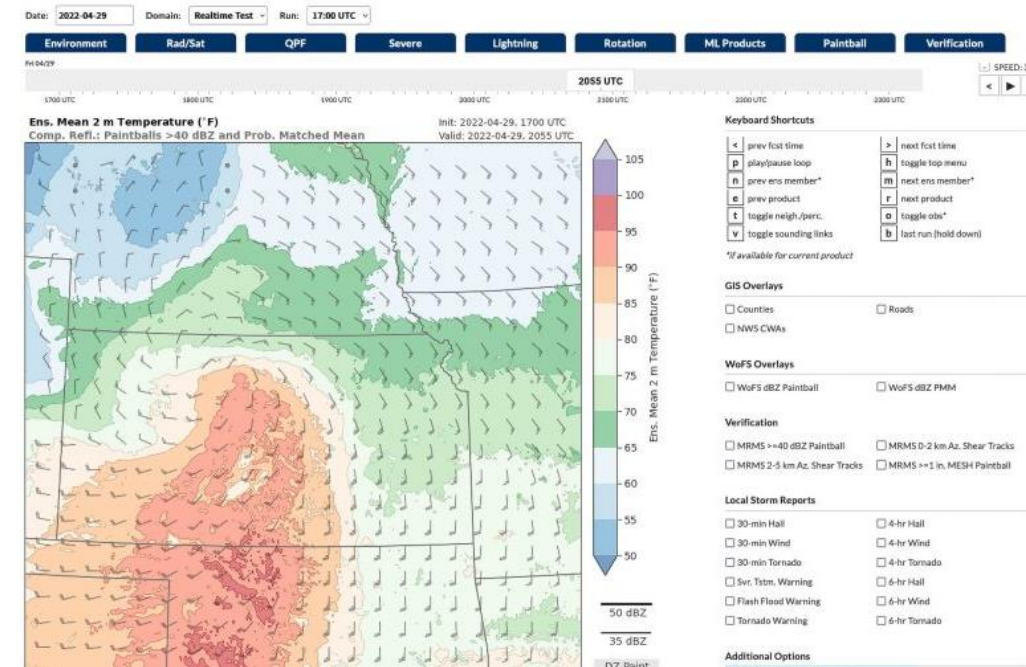 Date: 2022-04-29 Domain: Realtime Test Run: 17:00 UTC
Environment Rad/Sat QPF Severe Lightning Rotation ML Products Paintball Verification
Fri 04/29
2055 UTC
SPEED:
1700 UTC 1800 UTC 1900 UTC 2000 UTC 2100 UTC 2200 UTC 2300 UTC
< ▶
Ens. Mean 2 m Temperature (°F) Init: 2022-04-29, 1700 UTC
Comp. Refl.: Paintballs >40 dBZ and Prob. Matched Mean Valid: 2022-04-29, 2055 UTC
105
100
95
90
85
80
75
70
65
60
55
50
Ens. Mean 2 m Temperature (°F)
50 dBZ
35 dBZ
DZ Paint
Keyboard Shortcuts
< prev fcst time > next fcst time
p play/pause loop h toggle top menu
n prev ens member* m next ens member*
e prev product r next product
t toggle neigh./perc. o toggle obs*
v toggle sounding links b last run (hold down)
*if available for current product
GIS Overlays
Counties Roads
NWS CWAs
WoFS Overlays
WoFS dBZ Paintball WoFS dBZ PMM
Verification
MRMS >=40 dBZ Paintball MRMS 0-2 km Az. Shear Tracks
MRMS 2-5 km Az. Shear Tracks MRMS >=1 in. MESH Paintball
Local Storm Reports
30-min Hail 4-hr Hail
30-min Wind 4-hr Wind
30-min Tornado 4-hr Tornado
Svr. Tstm. Warning 6-hr Hail
Flash Flood Warning 6-hr Wind
Tornado Warning 6-hr Tornado
Additional Options